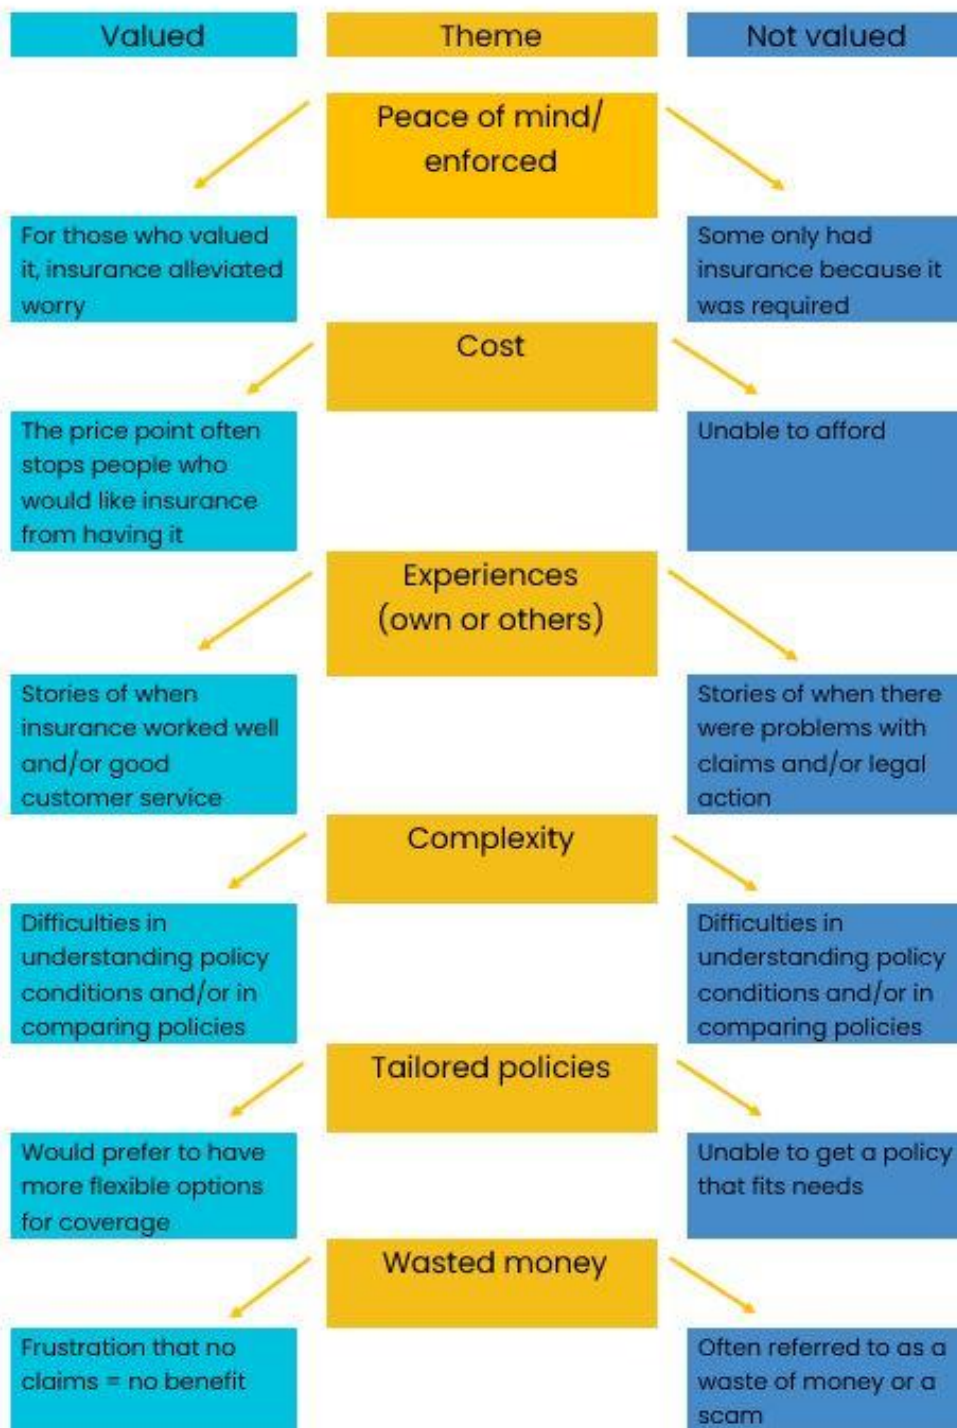 Valued
Theme
Not valued
Peace of mind/
enforced
For those who valued
it, insurance alleviated
worry
Some only had
insurance because it
was required
Cost
The price point often
stops people who
would like insurance
from having it
Unable to afford
Experiences
(own or others)
Stories of when
insurance worked well
and/or good
customer service
Stories of when there
were problems with
claims and/or legal
action
Complexity
Difficulties in
understanding policy
conditions and/or in
comparing policies
Difficulties in
understanding policy
conditions and/or in
comparing policies
Tailored policies
Would prefer to have
more flexible options
for coverage
Unable to get a policy
that fits needs
Wasted money
Frustration that no
claims = no benefit
Often referred to as a
waste of money or a
scam